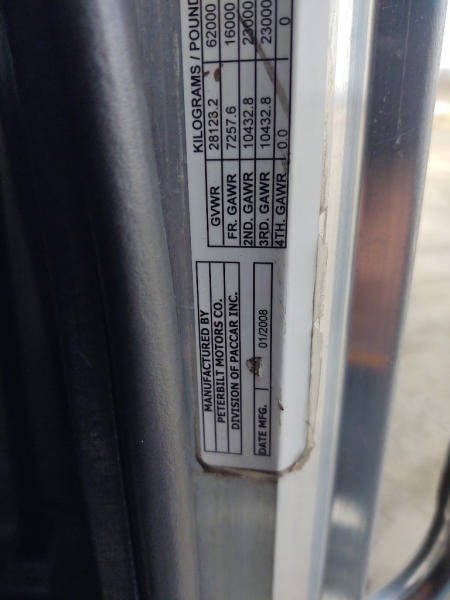 MANUFACTURED BY
PETERBILT MOTORS CO.
DIVISION OF PACCAR INC.
DATE MFG. 01/2008
KILOGRAMS / POUND
GVWR 28123.2 62000
FR. GAWR 7257.6 16000
2ND. GAWR 10432.8 23000
3RD. GAWR 10432.8 23000
4TH. GAWR 0.0 0